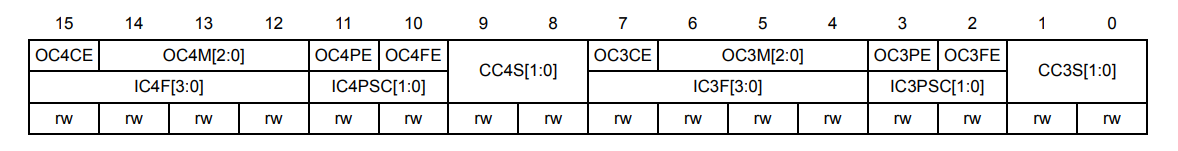 15 14 13 12 11 10 9 8 7 6 5 4 3 2 1 0
OC4CE OC4M[2:0] OC4PE OC4FE CC4S[1:0] OC3CE OC3M[2:0] OC3PE OC3FE CC3S[1:0]
IC4F[3:0] IC4PSC[1:0] IC3F[3:0] IC3PSC[1:0]
rw rw rw rw rw rw rw rw rw rw rw rw rw rw rw rw